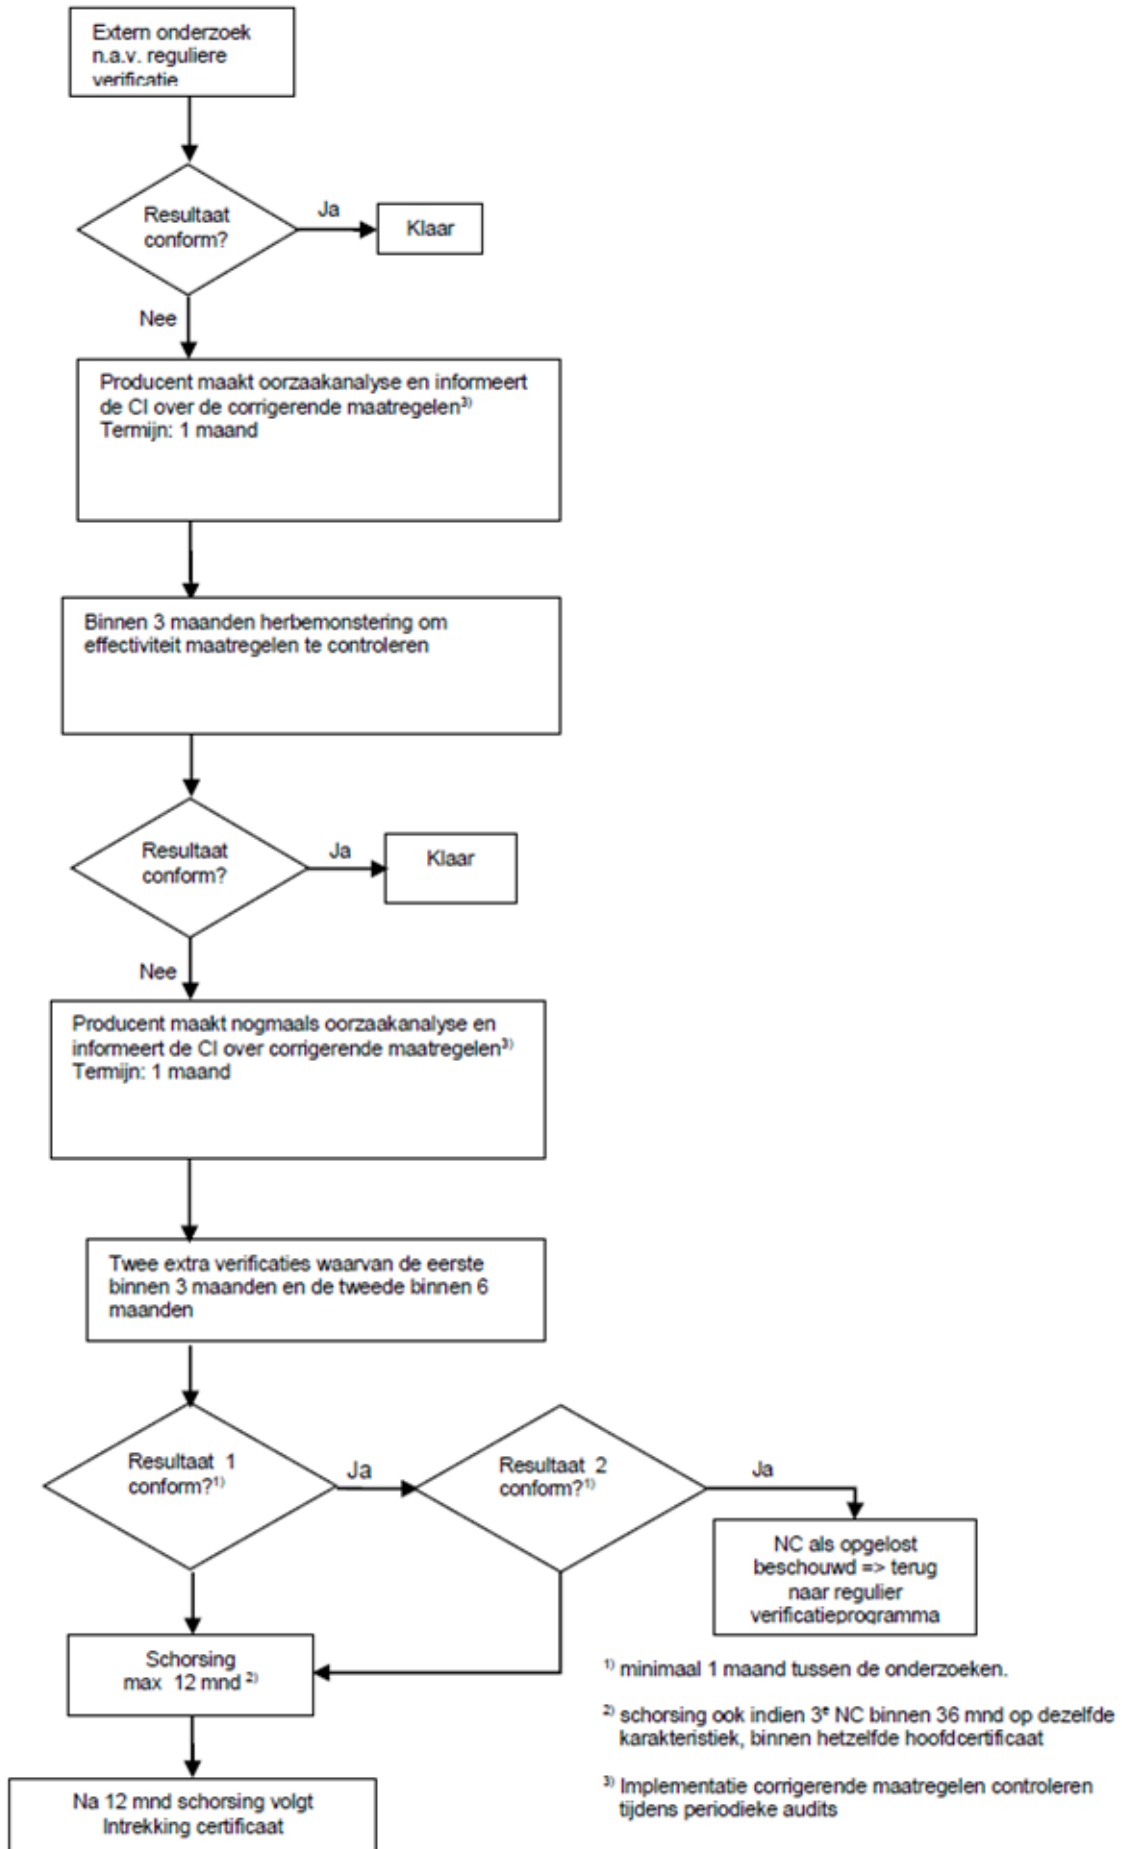 Extern onderzoek
n.a.v. reguliere
verificatie
Resultaat
conform?
Ja
Klaar
Nee
Producent maakt oorzaakanalyse en informeert
de CI over de corrigerende maatregelen³⁾
Termijn: 1 maand
Binnen 3 maanden herbemonstering om
effectiviteit maatregelen te controleren
Resultaat
conform?
Ja
Klaar
Nee
Producent maakt nogmaals oorzaakanalyse en
informeert de CI over corrigerende maatregelen³⁾
Termijn: 1 maand
Twee extra verificaties waarvan de eerste
binnen 3 maanden en de tweede binnen 6
maanden
Resultaat 1
conform?¹⁾
Ja
Resultaat 2
conform?¹⁾
Ja
NC als opgelost
beschouwd => terug
naar regulier
verificatieprogramma
Schorsing
max 12 mnd ²⁾
Na 12 mnd schorsing volgt
Intrekking certificaat
¹⁾ minimaal 1 maand tussen de onderzoeken.
²⁾ schorsing ook indien 3ᵉ NC binnen 36 mnd op dezelfde
karakteristiek, binnen hetzelfde hoofdcertificaat
³⁾ Implementatie corrigerende maatregelen controleren
tijdens periodieke audits